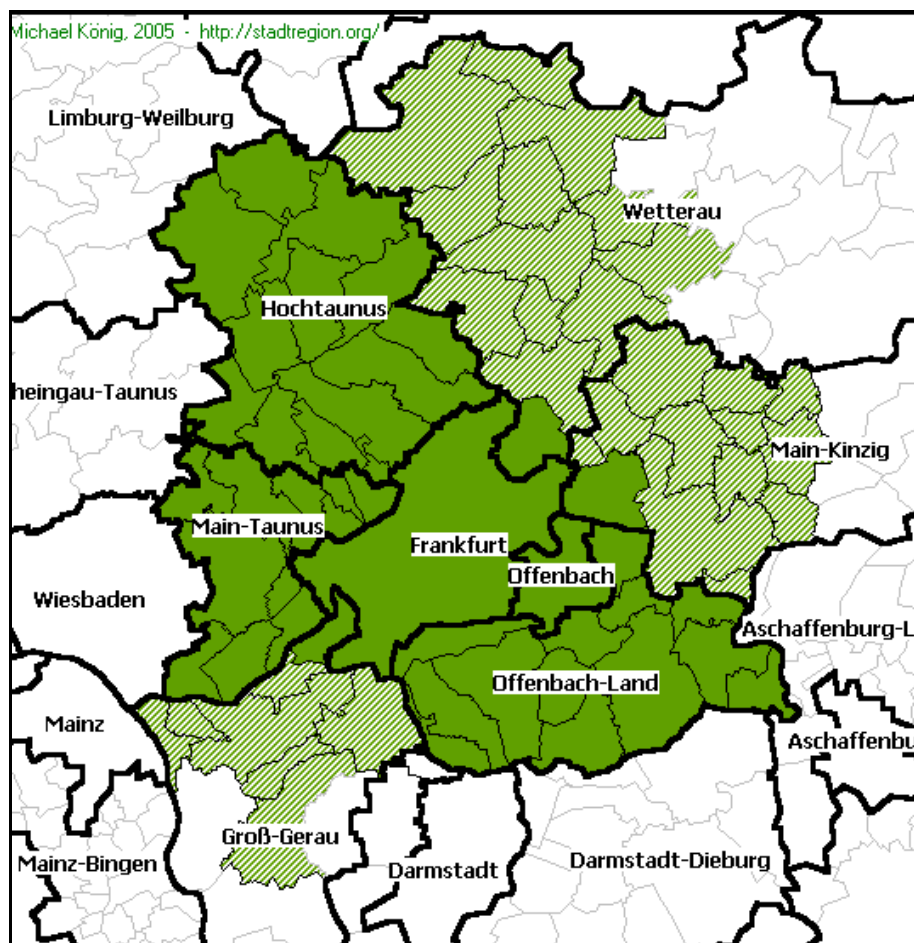 Michael König, 2005 - http://stadtregion.org/
Limburg-Weilburg
Wetterau
Hochtaunus
heingau-Taunus
Main-Kinzig
Main-Taunus
Frankfurt
Offenbach
Wiesbaden
Aschaffenburg-L
Offenbach-Land
Mainz
Aschaffenbu
Groß-Gerau
Mainz-Bingen
Darmstadt
Darmstadt-Dieburg